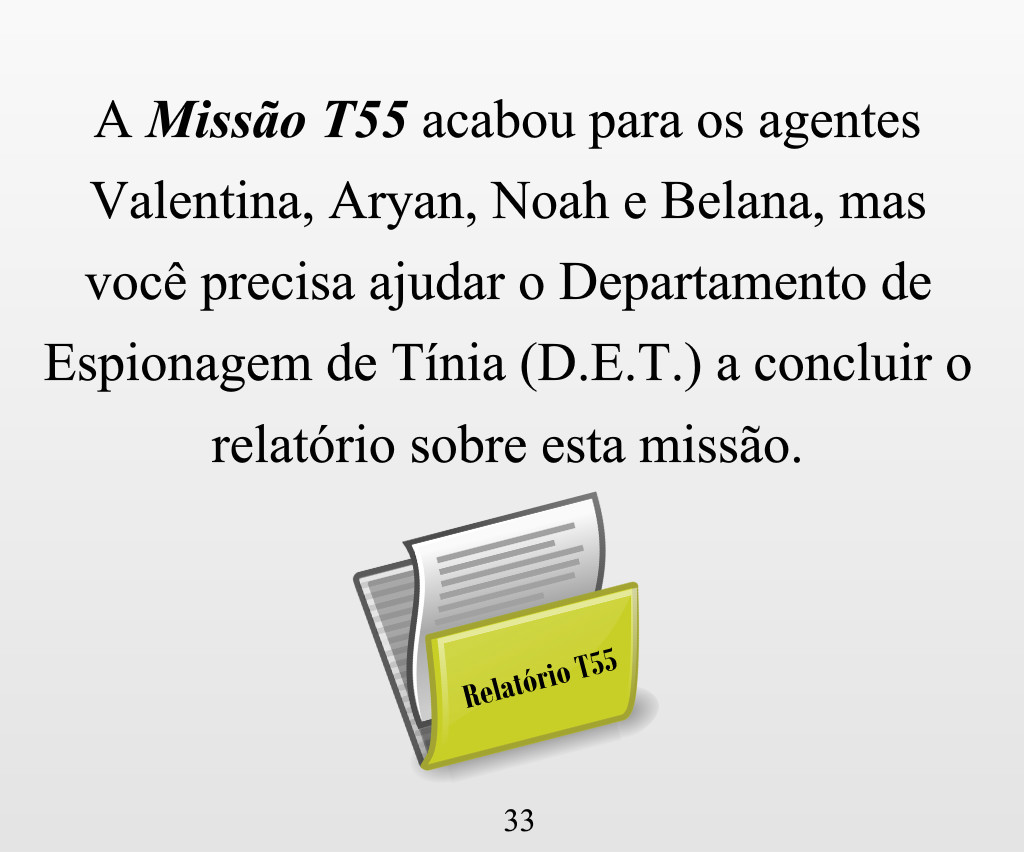 A Missão T55 acabou para os agentes
Valentina, Aryan, Noah e Belana, mas
você precisa ajudar o Departamento de
Espionagem de Tínia (D.E.T.) a concluir o
relatório sobre esta missão.
Relatório T55
33